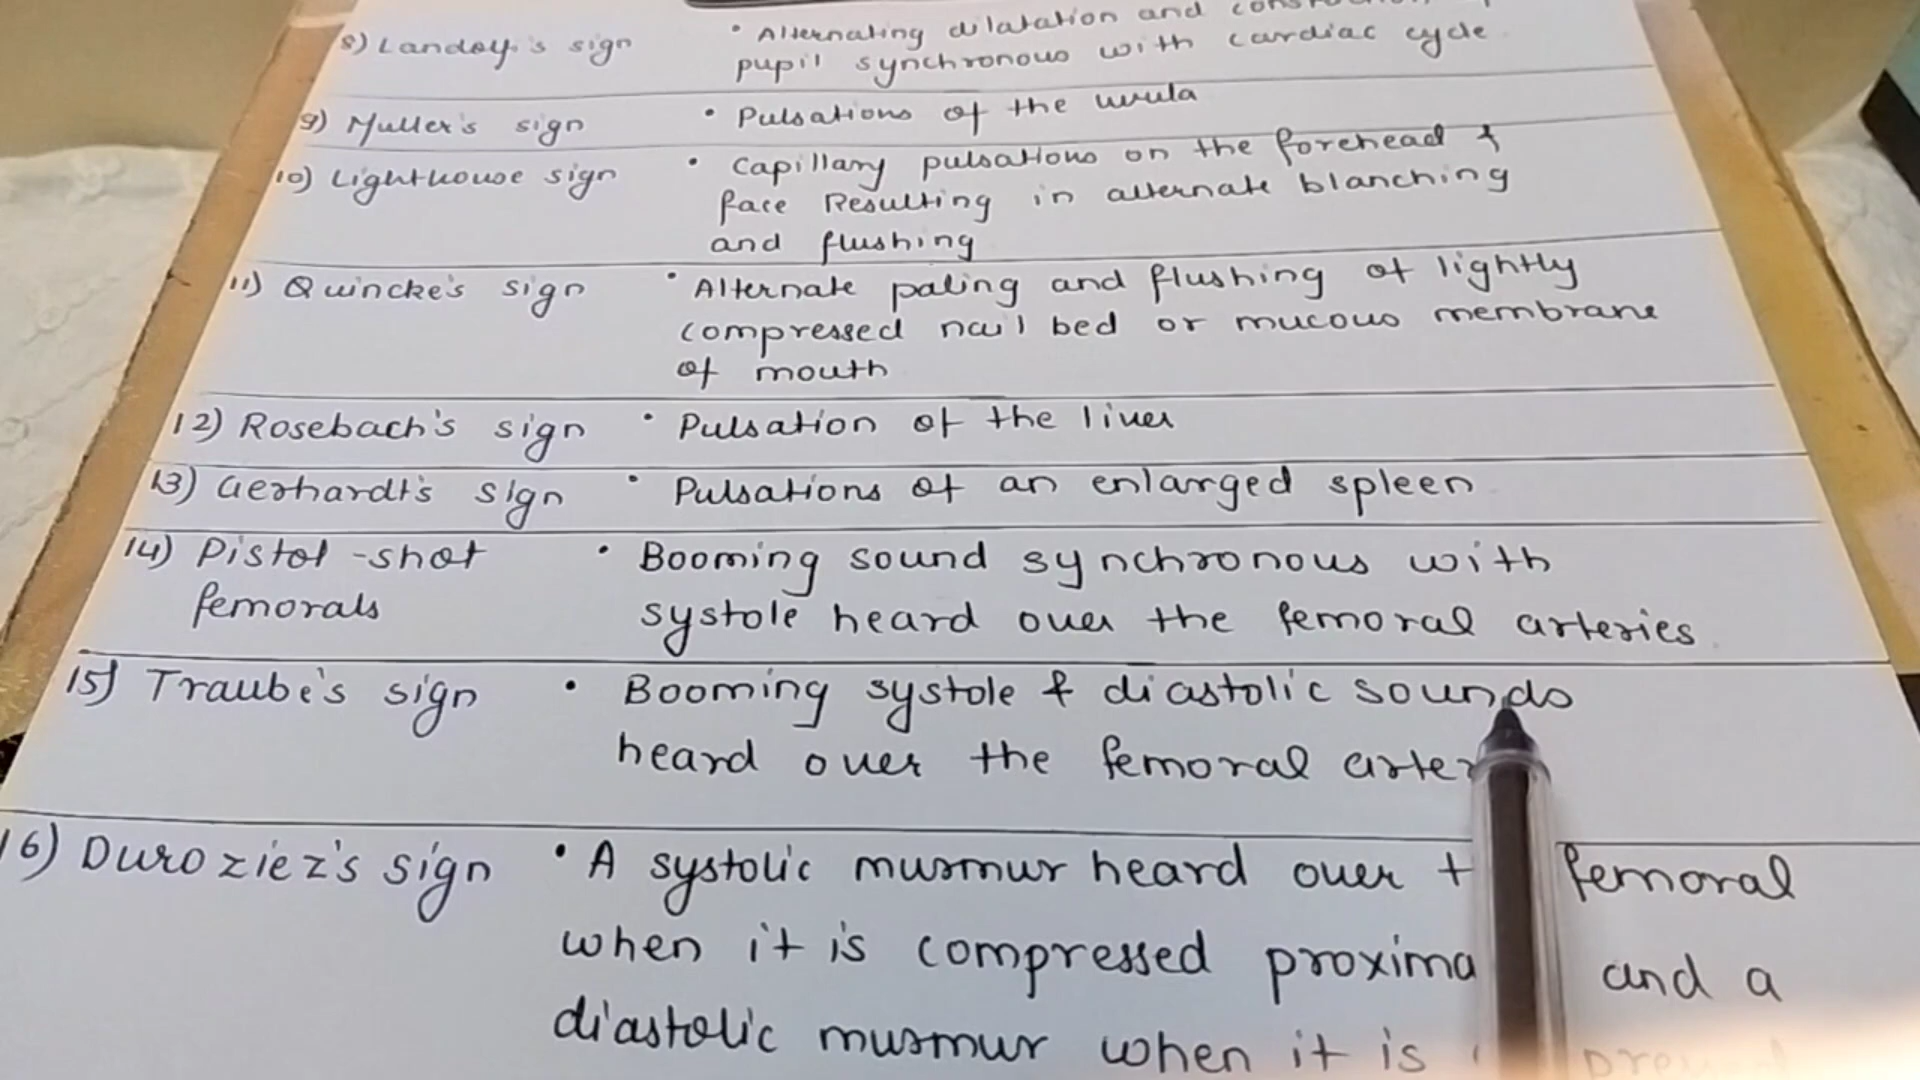 8) Landoy's sign • Alternating dilatation and
pupil synchronous with cardiac cycle
9) Muller's sign • Pulsations of the uvula
10) Lighthouse sign • Capillary pulsations on the forehead &
face Resulting in alternate blanching
and flushing
11) Quincke's sign • Alternate paling and flushing of lightly
compressed nail bed or mucous membrane
of mouth
12) Rosebach's sign • Pulsation of the liver
13) Gerhardt's sign • Pulsations of an enlarged spleen
14) Pistol-shot • Booming sound synchronous with
femorals systole heard over the femoral arteries
15) Traube's sign • Booming systole & diastolic sounds
heard over the femoral
16) Duroziez's sign • A systolic murmur heard over femoral
when it is compressed and a
diastolic murmur when it is